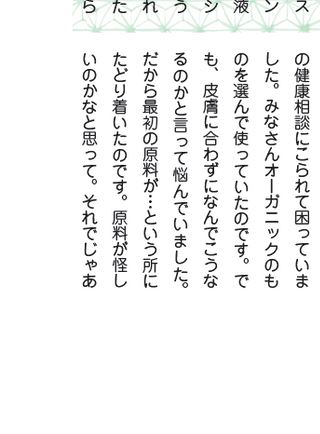 ス
ン
液
シ
う
れ
た
ら
の健康相談にこられて困っていま
した。みなさんオーガニックのも
のを選んで使っていたのです。で
も、皮膚に合わずになんでこうな
るのかと言って悩んでいました。
だから最初の原料が…という所に
たどり着いたのです。原料が怪し
いのかなと思って。それでじゃあ